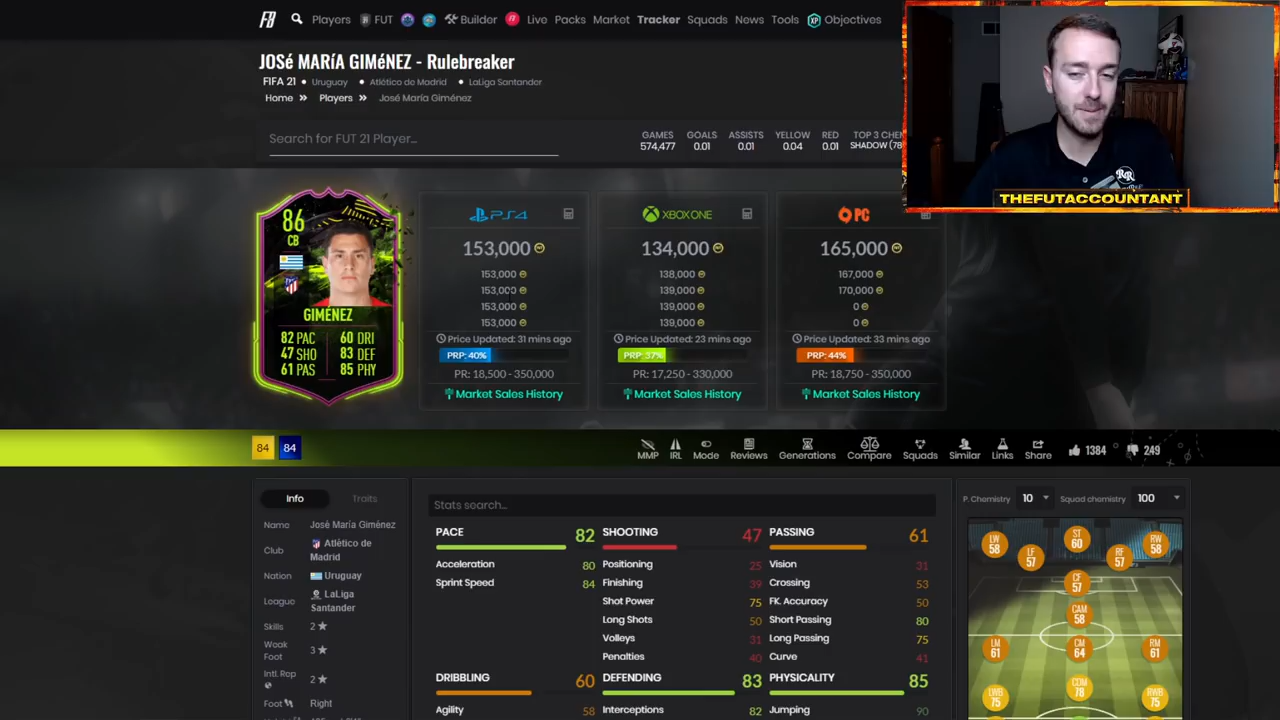 FB Players FUT Builder Live Packs Market Tracker Squads News Tools XP Objectives
JOSé MARíA GIMéNEZ - Rulebreaker
FIFA 21 • Uruguay • Atlético de Madrid • LaLiga Santander
Home » Players » José María Giménez
Search for FUT 21 Player...
GAMES GOALS ASSISTS YELLOW RED TOP 3 CHEM
574,477 0.01 0.01 0.04 0.01 SHADOW (78
RR
THEFUTACCOUNTANT
86
CB
GIMÉNEZ
82 PAC 60 DRI
47 SHO 83 DEF
61 PAS 85 PHY
PS4
153,000
153,000
153,000
153,000
153,000
Price Updated: 31 mins ago
PRP: 40%
PR: 18,500 - 350,000
Market Sales History
XBOX ONE
134,000
138,000
139,000
139,000
139,000
Price Updated: 23 mins ago
PRP: 37%
PR: 17,250 - 330,000
Market Sales History
PC
165,000
167,000
170,000
0
0
Price Updated: 33 mins ago
PRP: 44%
PR: 18,750 - 350,000
Market Sales History
84 84
MMP IRL Mode Reviews Generations Compare Squads Similar Links Share 1384 249
Info Traits
Name José María Giménez
Club Atlético de
Madrid
Nation Uruguay
League LaLiga
Santander
Skills 2★
Weak
Foot 3★
Intl. Rep 2★
Foot Right
Stats search...
PACE 82
Acceleration 80
Sprint Speed 84
SHOOTING 47
Positioning 25
Finishing 39
Shot Power 75
Long Shots 50
Volleys 31
Penalties 40
PASSING 61
Vision 31
Crossing 53
FK. Accuracy 50
Short Passing 80
Long Passing 75
Curve 41
DRIBBLING 60
Agility 58
DEFENDING 83
Interceptions 82
PHYSICALITY 85
Jumping 90
P. Chemistry 10 Squad chemistry 100
LW 58
ST 60
RW 58
LF 57
RF 57
CF 57
CAM 58
LM 61
CM 64
RM 61
CDM 78
LWB 75
RWB 75